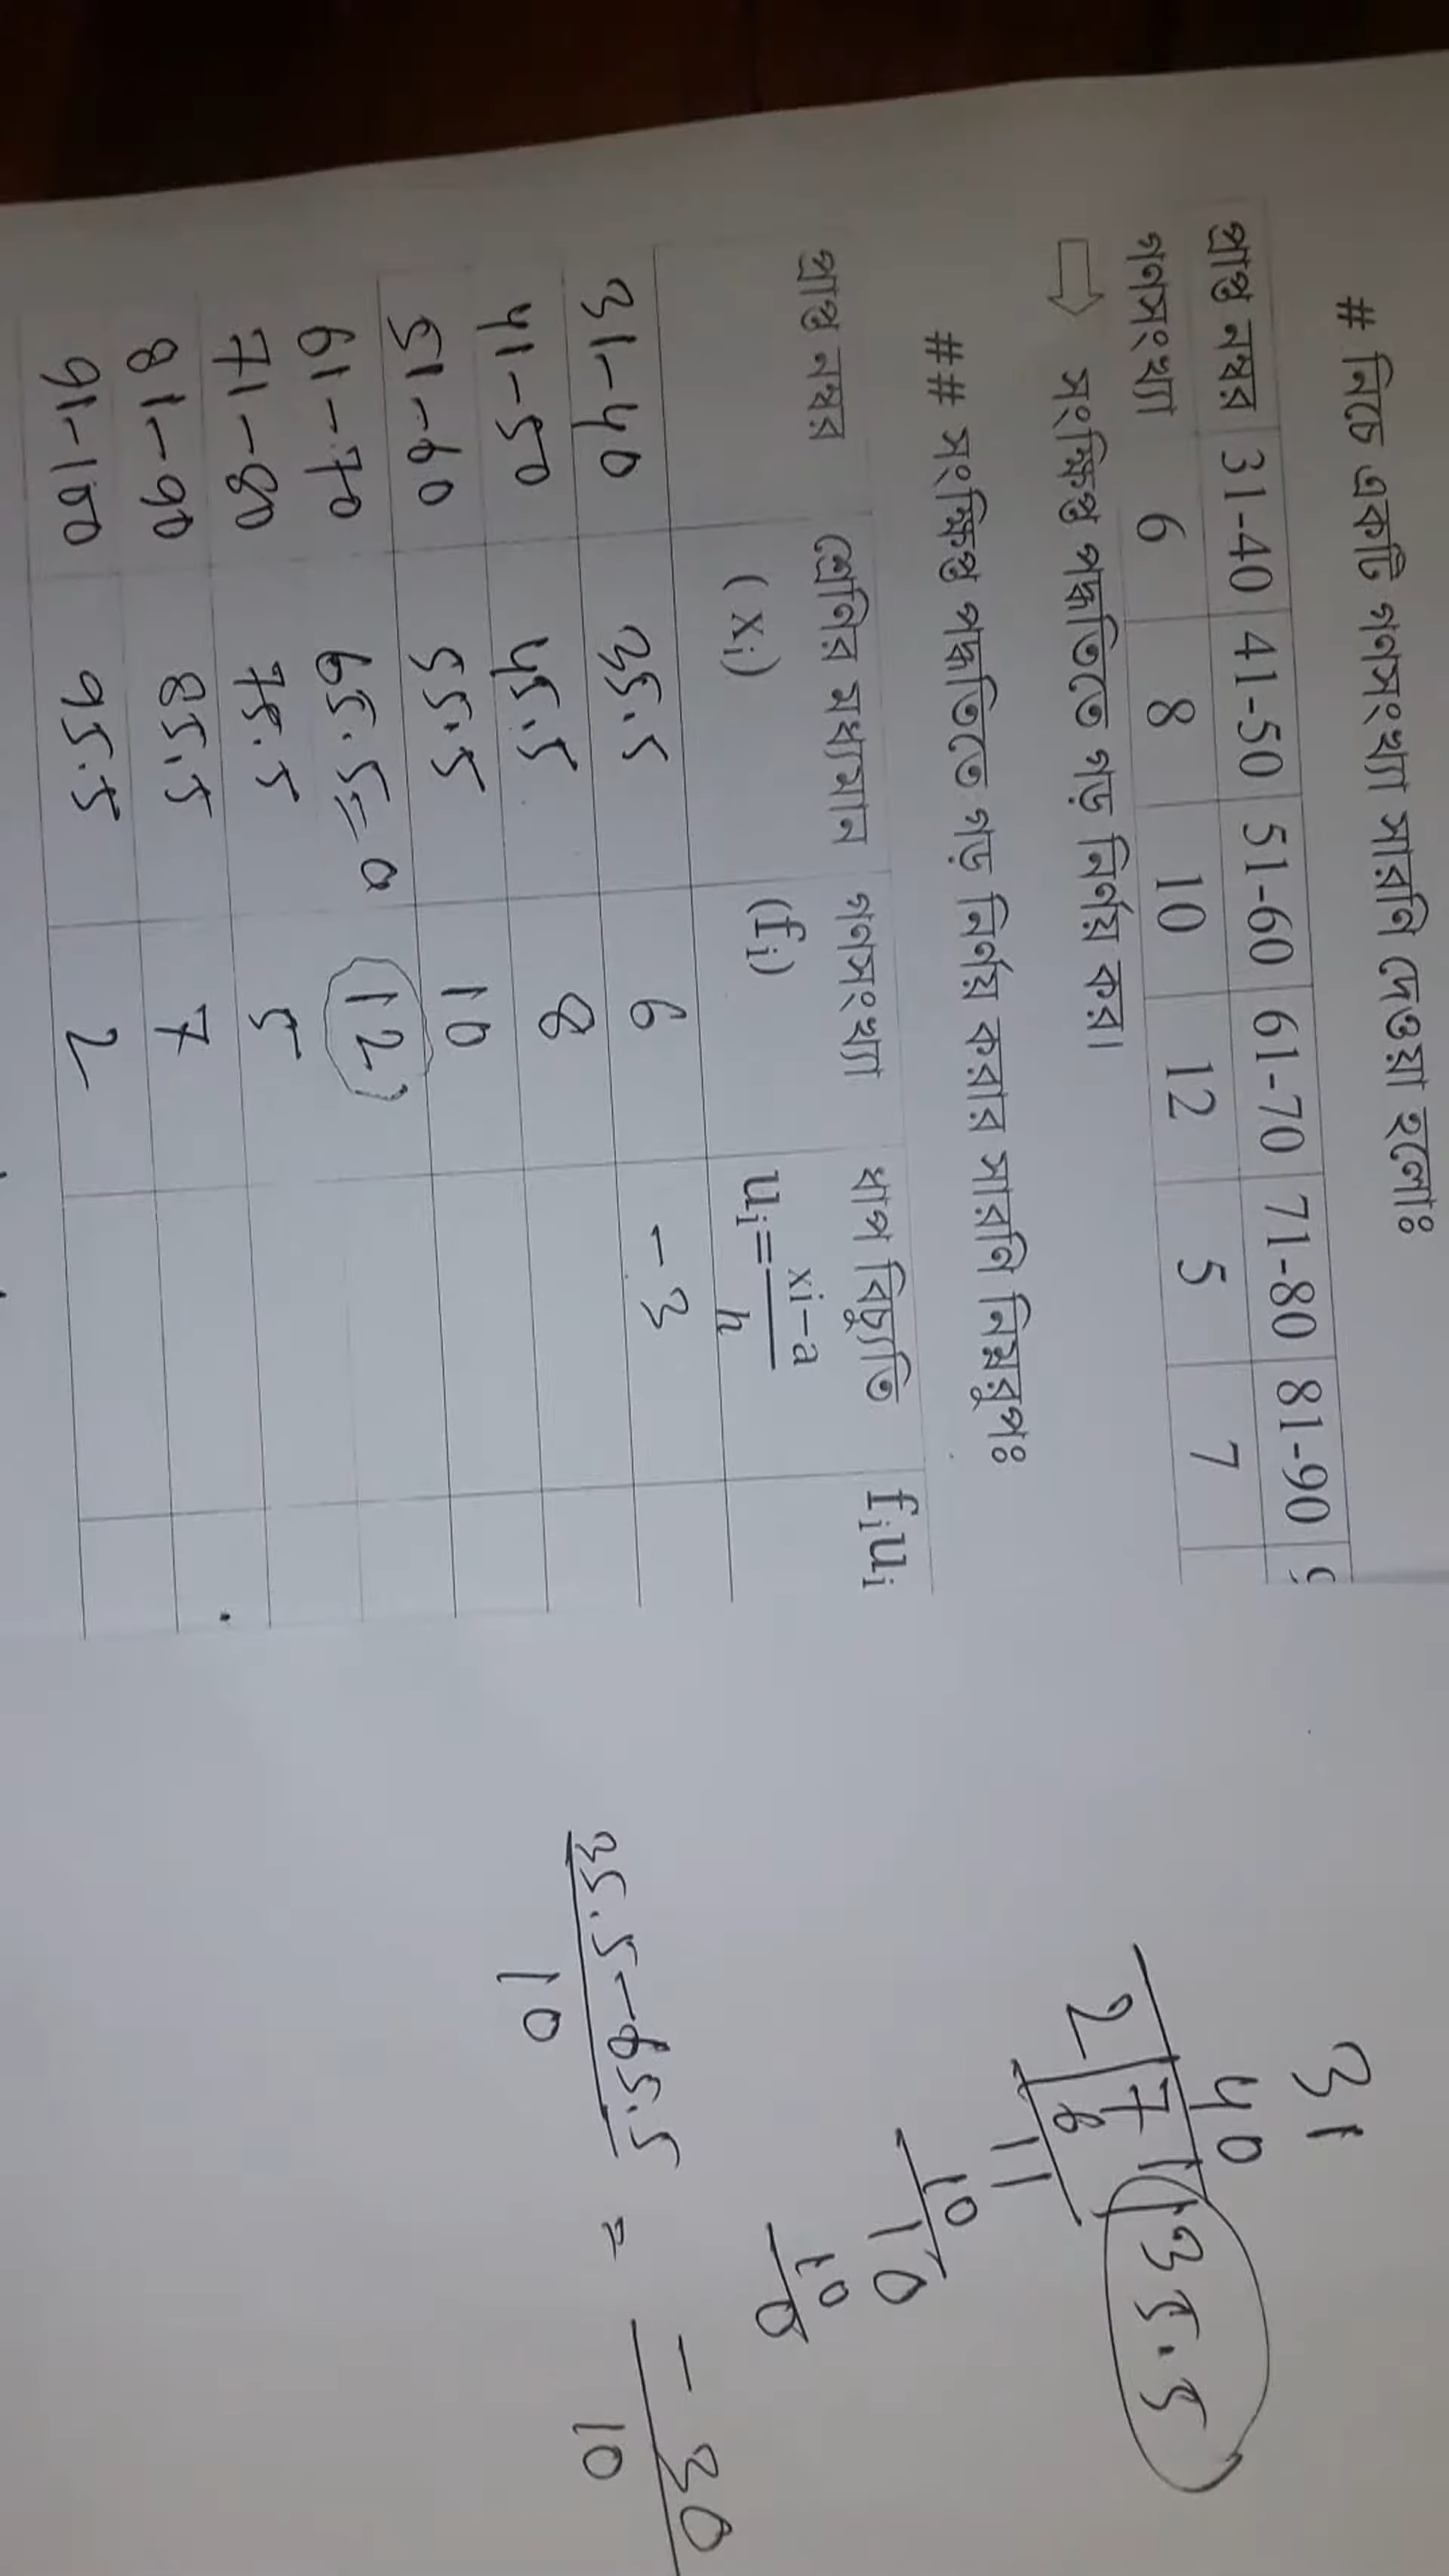 # নিচে একটি গণসংখ্যা সারণি দেওয়া হলোঃ
প্রাপ্ত নম্বর 31-40 41-50 51-60 61-70 71-80 81-90
গণসংখ্যা 6 8 10 12 5 7
⇨ সংক্ষিপ্ত পদ্ধতিতে গড় নির্ণয় কর।
## সংক্ষিপ্ত পদ্ধতিতে গড় নির্ণয় করার সারণি নিম্নরূপঃ
প্রাপ্ত নম্বর শ্রেণির মধ্যমান (xi) গণসংখ্যা (fi) ধাপ বিচ্যুতি ui = xi-a / h fiui
31-40 35.5 6 -3
41-50 45.5 8
51-60 55.5 10
61-70 65.5=a 12
71-80 75.5 5
81-90 85.5 7
91-100 95.5 2
31
40
2 71 35.5
6
11
10
10
10
0
35.5-65.5 / 10 = -30 / 10